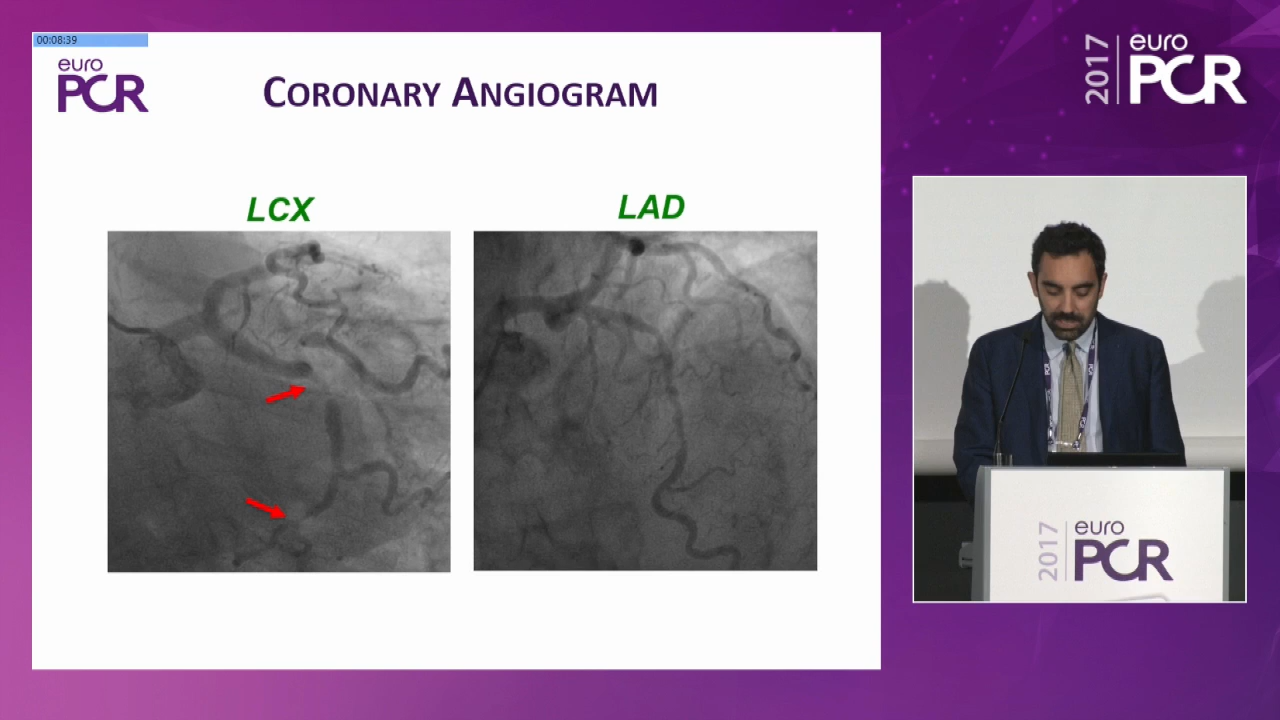 00:08:39
euro
PCR
CORONARY ANGIOGRAM
LCX
LAD
2017
euro
PCR
2017
euro
PCR